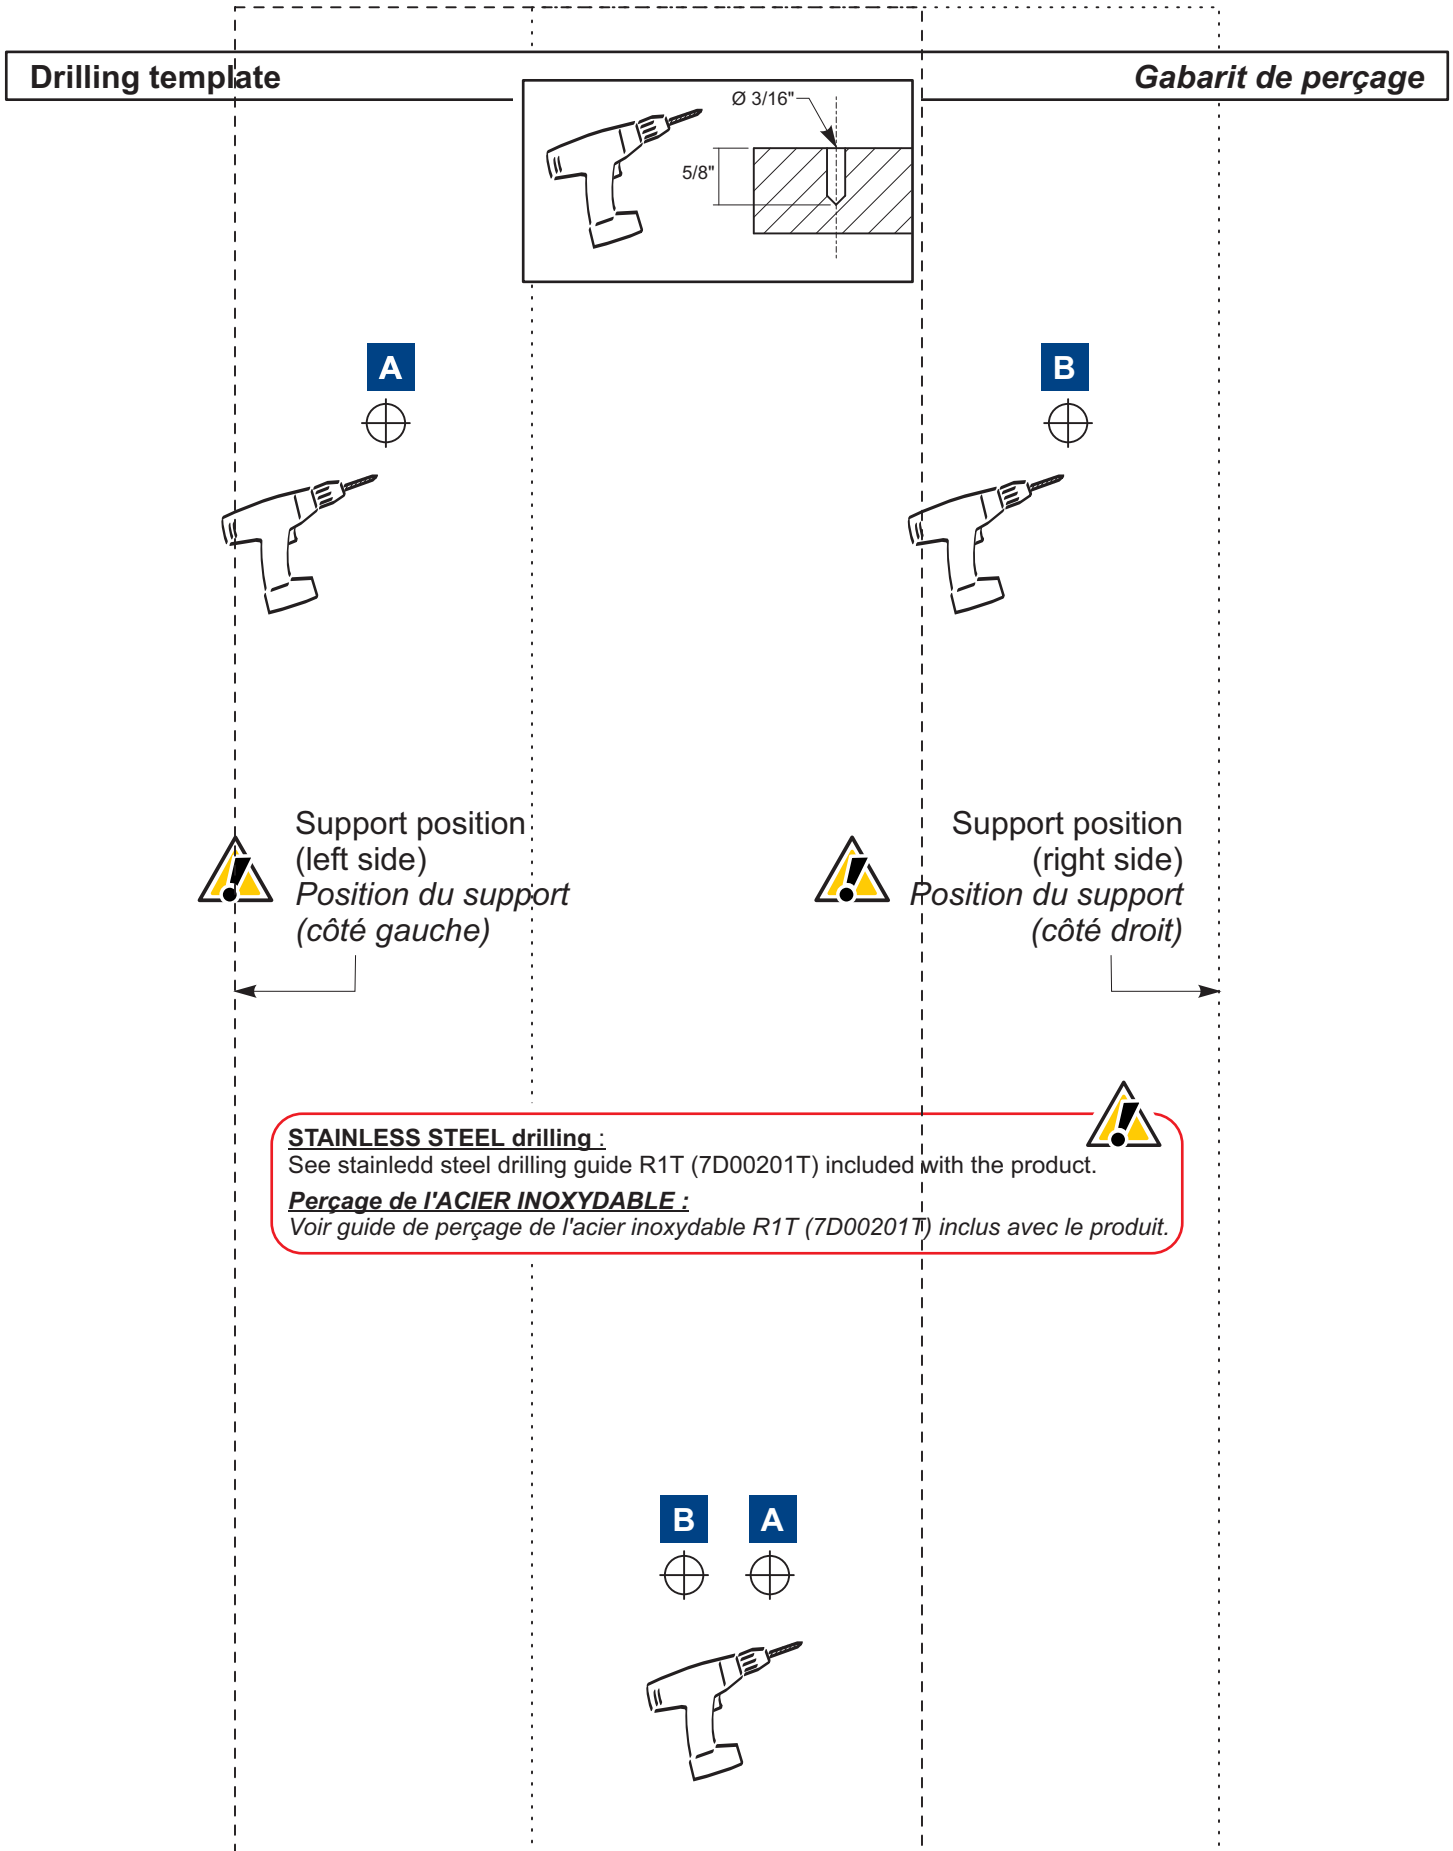 Drilling template
Gabarit de perçage
Ø 3/16"
5/8"
A
B
Support position
(left side)
Position du support
(côté gauche)
Support position
(right side)
Position du support
(côté droit)
STAINLESS STEEL drilling :
See stainledd steel drilling guide R1T (7D00201T) included with the product.
Perçage de l'ACIER INOXYDABLE :
Voir guide de perçage de l'acier inoxydable R1T (7D00201T) inclus avec le produit.
B
A